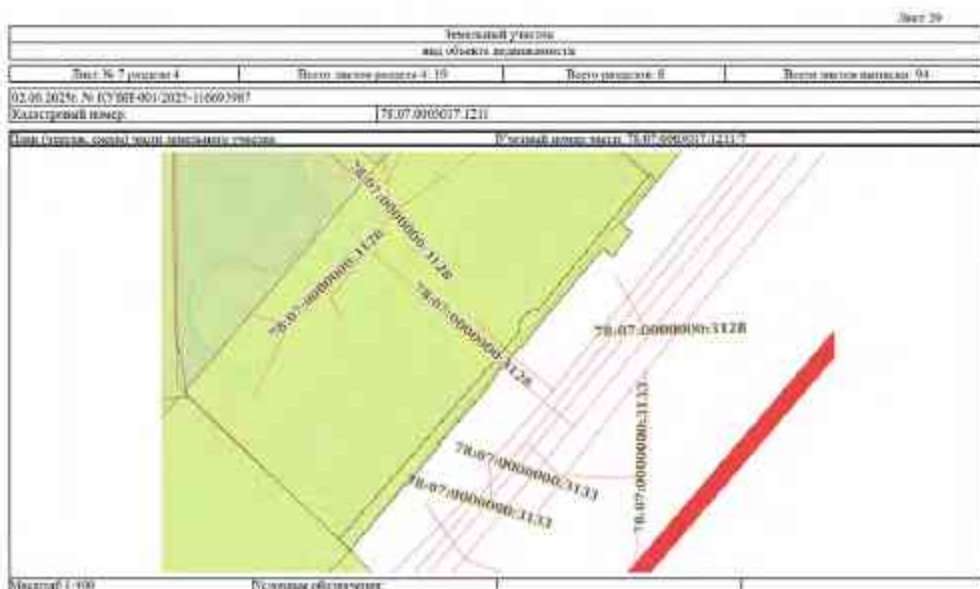 Лист 29
Земельный участок
вид объекта недвижимости
Лист № 7 раздела 4
Всего листов раздела 4: 19
Всего разделов: 8
Всего листов выписки: 94
02.06.2025г. № КУВИ-001/2025-116693987
Кадастровый номер:
78:07:0003017:1211
План (чертеж, схема) части земельного участка
Учетный номер части: 78:07:0003017:1211/7
78:07:0000000:3128
78:07:0000000:3128
78:07:0000000:3128
78:07:0000000:3128
78:07:0000000:3133
78:07:0000000:3133
78:07:0000000:3133
Масштаб 1:400
Условные обозначения: